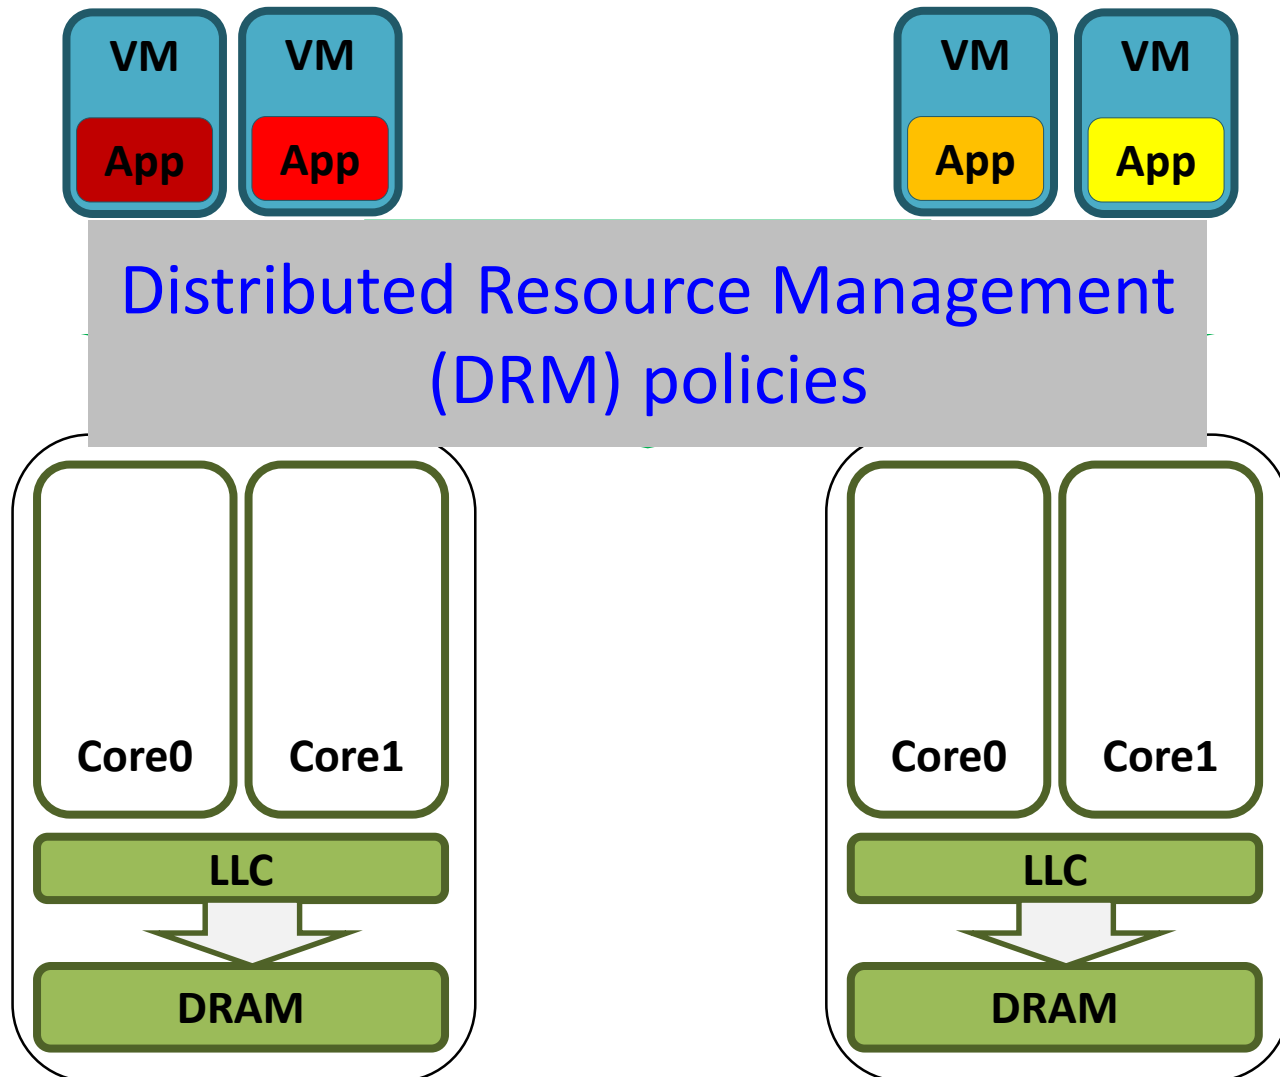 VM
VM
VM
VM
App
App
App
App
Distributed Resource Management
(DRM) policies
Core0
Core1
Core0
Core1
LLC
LLC
DRAM
DRAM